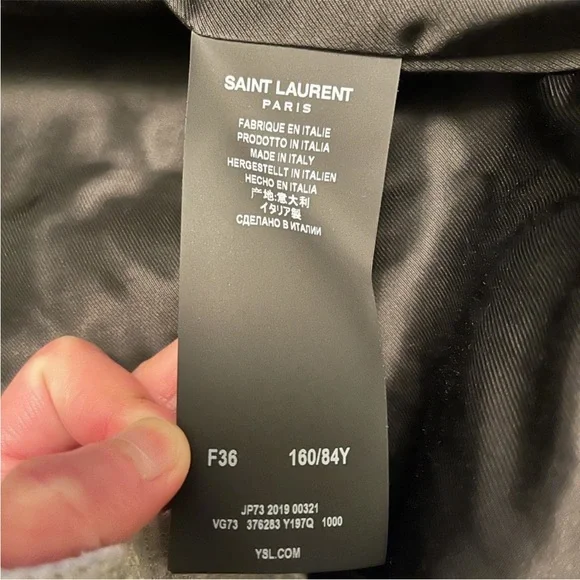 SAINT LAURENT
PARIS
FABRIQUE EN ITALIE
PRODOTTO IN ITALIA
MADE IN ITALY
HERGESTELLT IN ITALIEN
HECHO EN ITALIA
产地:意大利
イタリア製
СДЕЛАНО В ИТАЛИИ
F36 160/84Y
JP73 2019 00321
VG73 376283 Y197Q 1000
YSL.COM